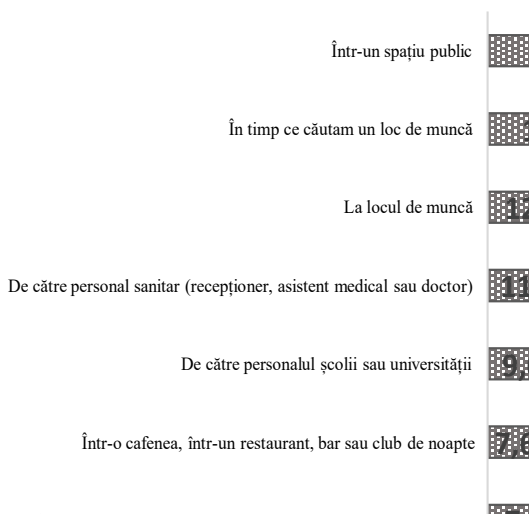 Într-un spațiu public
În timp ce căutam un loc de muncă
La locul de muncă
De către personal sanitar (recepționer, asistent medical sau doctor)
De către personalul școlii sau universității
Într-o cafenea, într-un restaurant, bar sau club de noapte